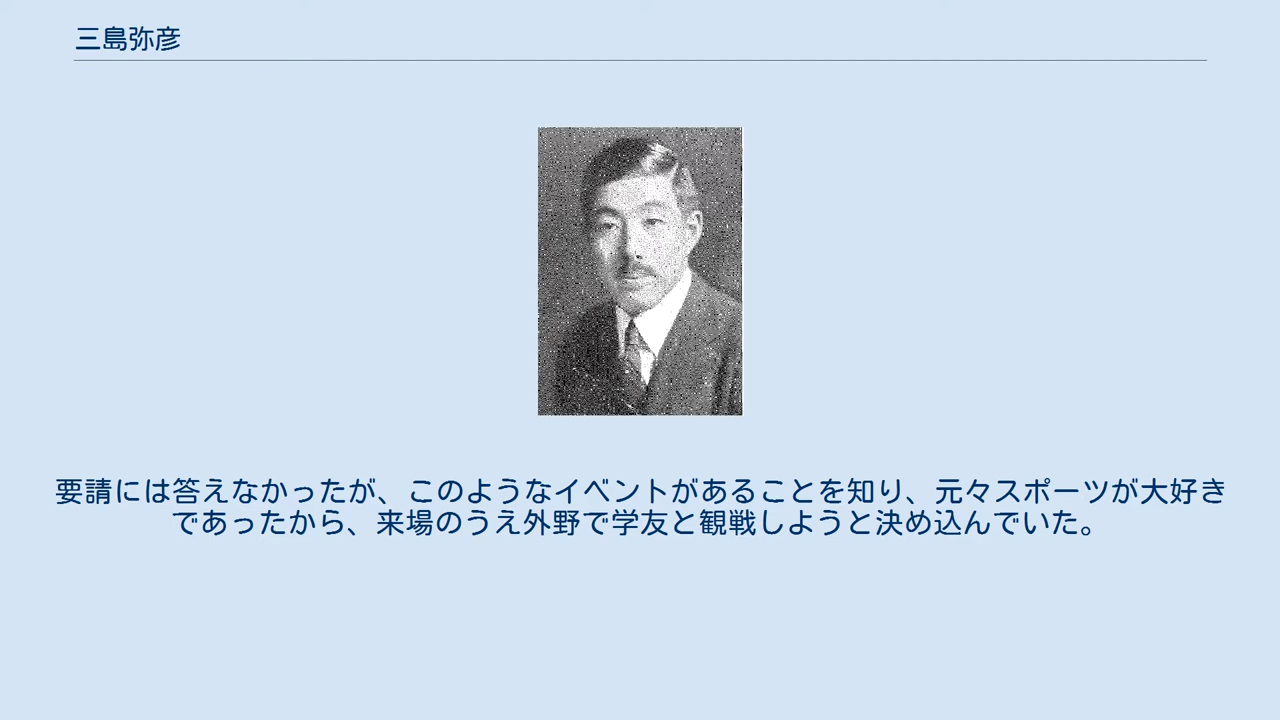 三島弥彦
要請には答えなかったが、このようなイベントがあることを知り、元々スポーツが大好き
であったから、来場のうえ外野で学友と観戦しようと決め込んでいた。